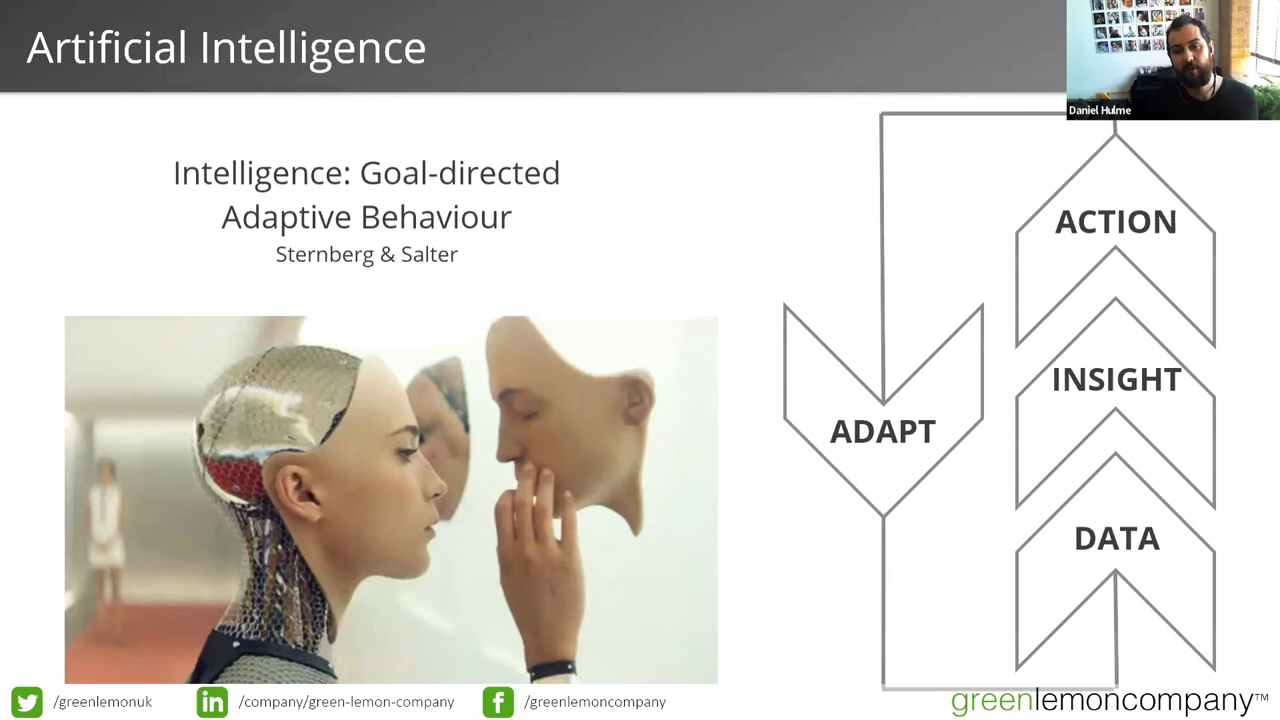 Artificial Intelligence
Daniel Hulme
Intelligence: Goal-directed
Adaptive Behaviour
Sternberg & Salter
ACTION
INSIGHT
ADAPT
DATA
/greenlemonuk
/company/green-lemon-company
/greenlemoncompany
greenlemoncompany™